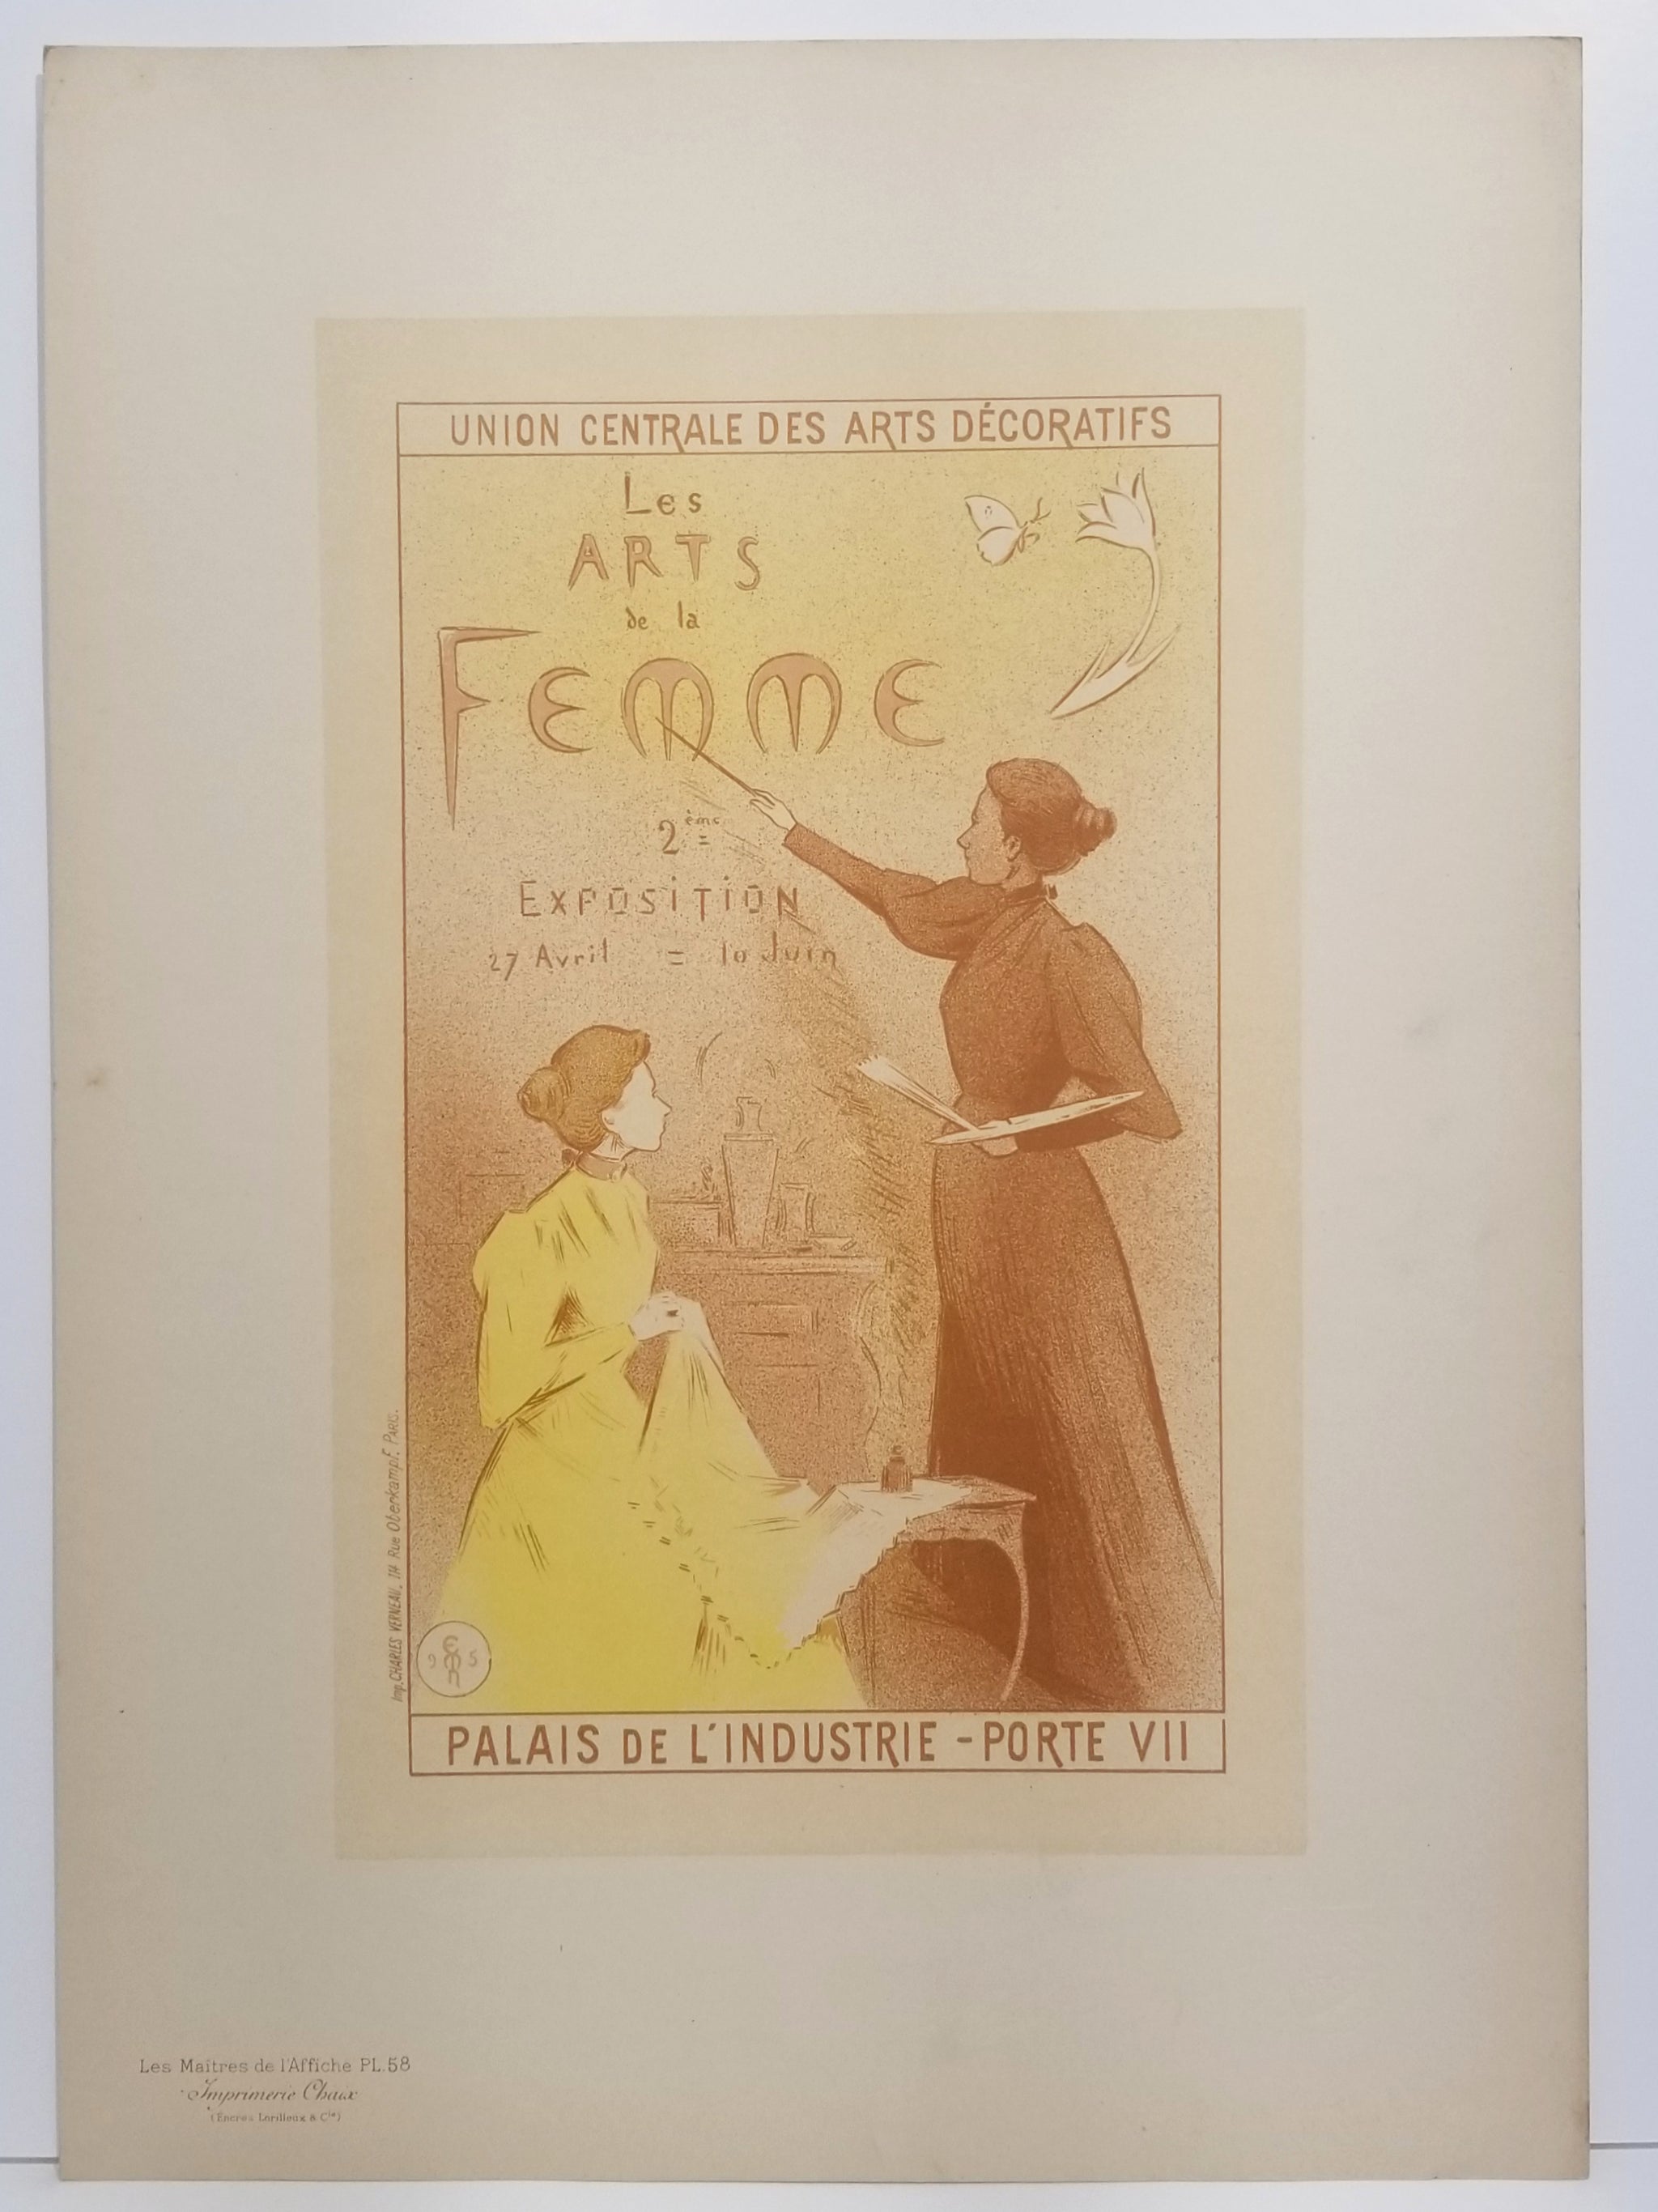 UNION CENTRALE DES ARTS DÉCORATIFS
Les
ARTS
de la
FEMME
2ème
EXPOSITION
27 Avril = 10 Juin
Imp. CHARLES VERNEAU, 114 Rue Oberkampf. PARIS.
95
PALAIS DE L'INDUSTRIE - PORTE VII
Les Maîtres de l'Affiche PL.58
Imprimerie Chaix
(Encres Lorilleux & Cie)